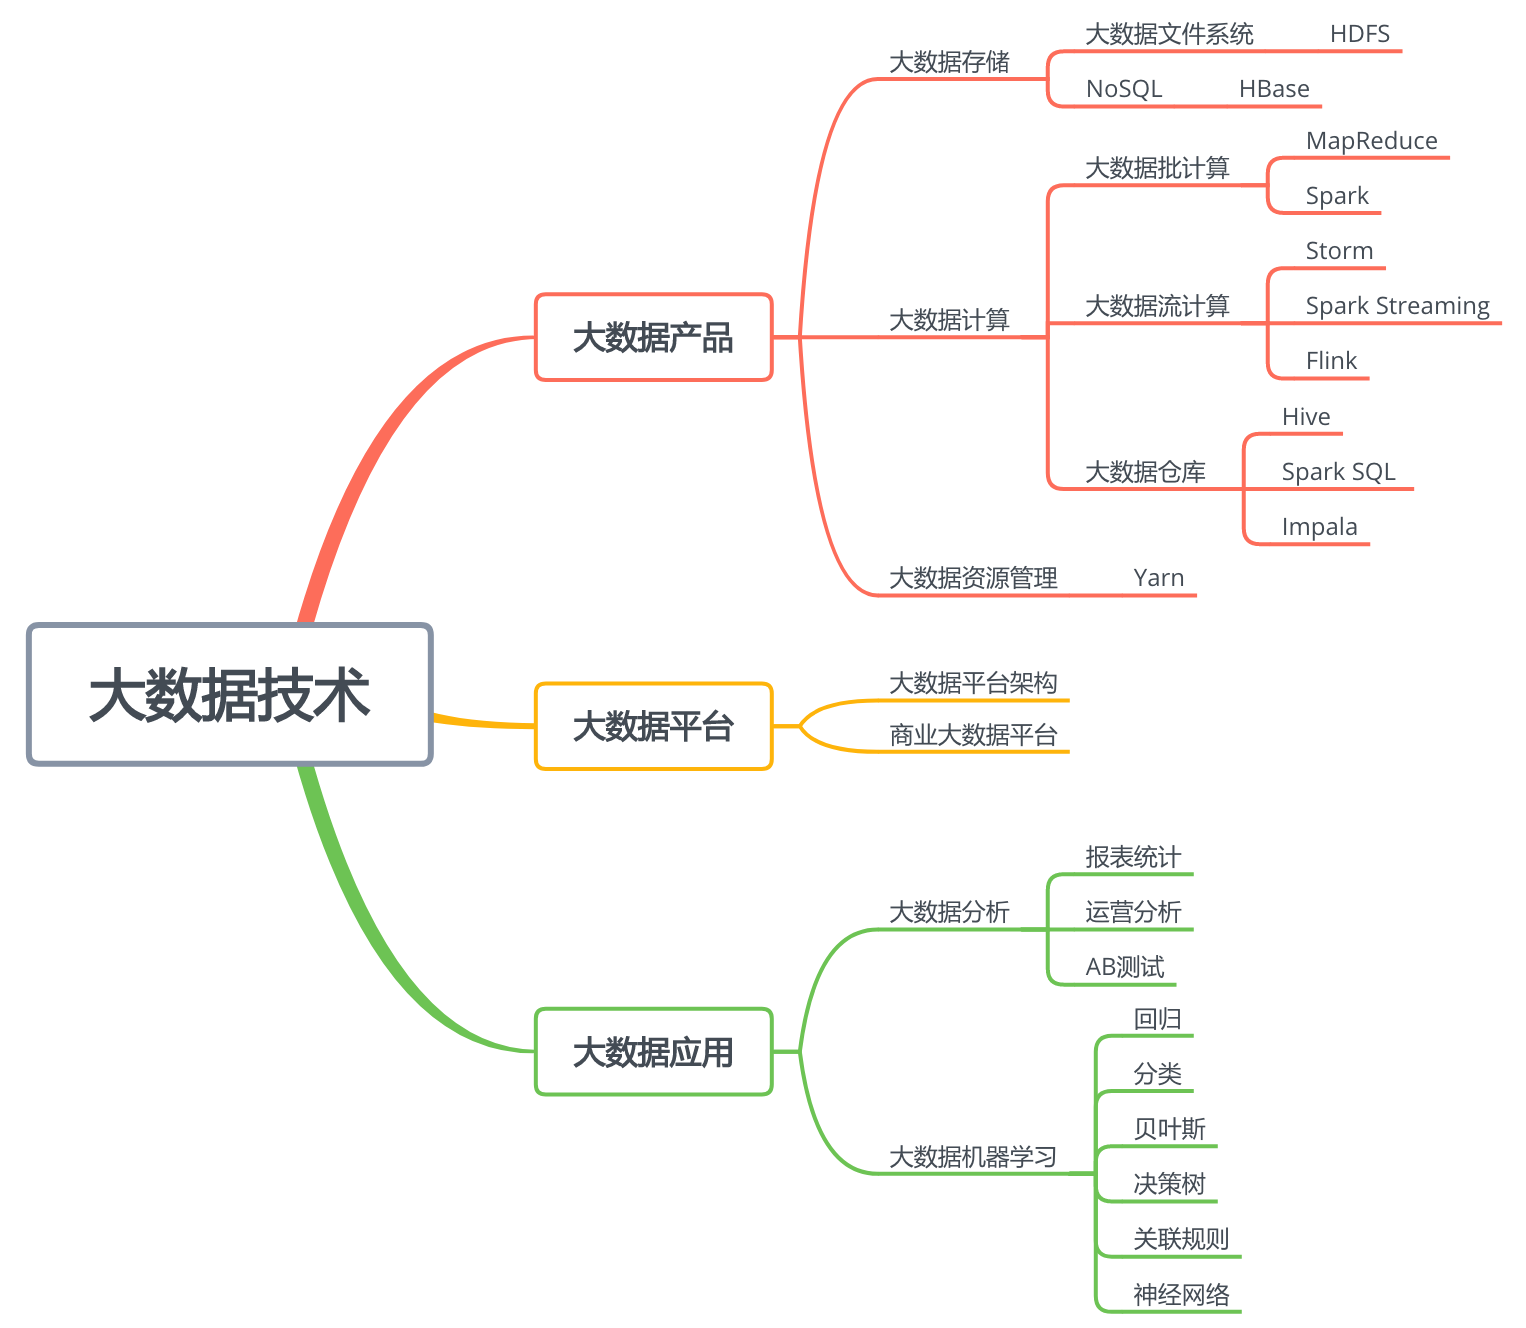 大数据技术
大数据产品
大数据存储
大数据文件系统
HDFS
NoSQL
HBase
大数据计算
大数据批计算
MapReduce
Spark
大数据流计算
Storm
Spark Streaming
Flink
大数据仓库
Hive
Spark SQL
Impala
大数据资源管理
Yarn
大数据平台
大数据平台架构
商业大数据平台
大数据应用
大数据分析
报表统计
运营分析
AB测试
大数据机器学习
回归
分类
贝叶斯
决策树
关联规则
神经网络